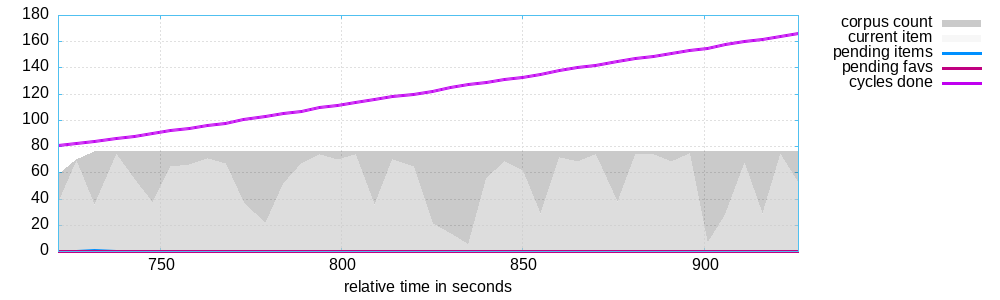 180
160
140
120
100
80
60
40
20
0
750
800
850
900
relative time in seconds
corpus count
current item
pending items
pending favs
cycles done